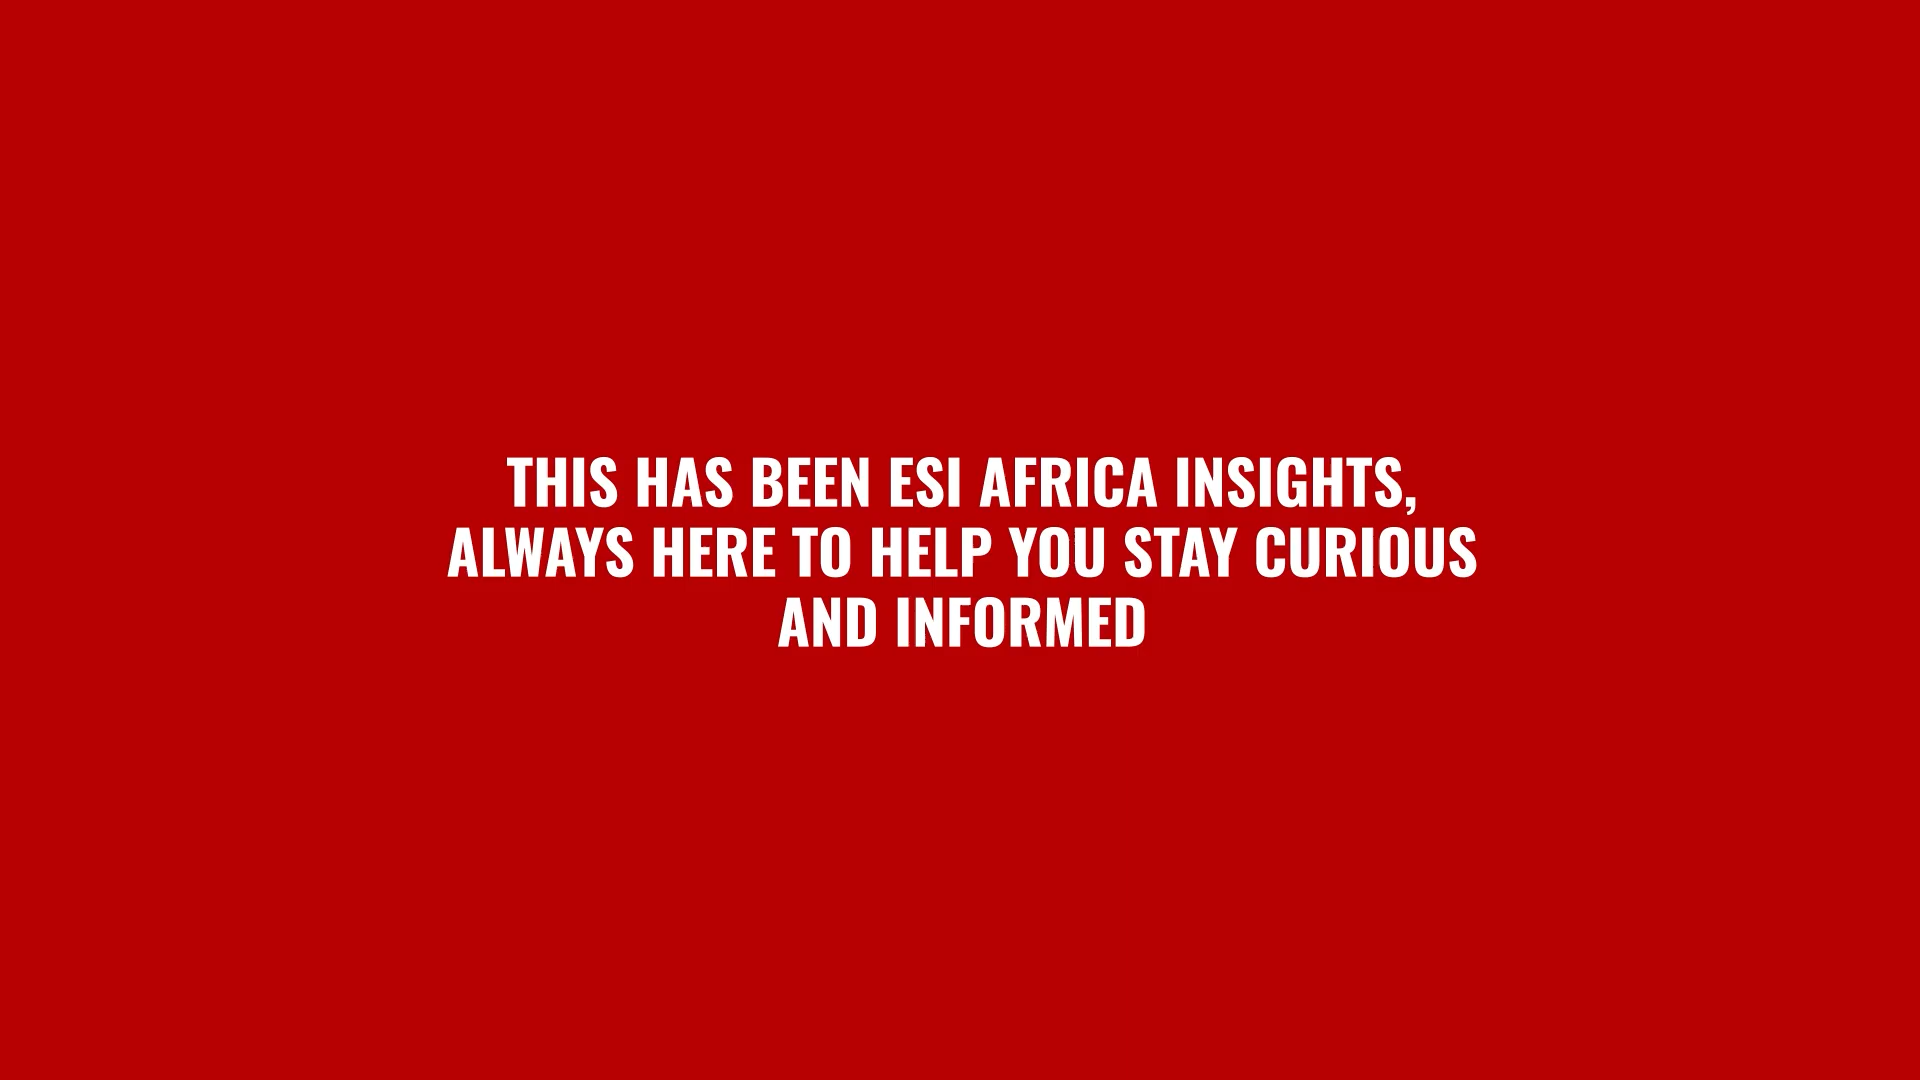 THIS HAS BEEN ESI AFRICA INSIGHTS,
ALWAYS HERE TO HELP YOU STAY CURIOUS
AND INFORMED